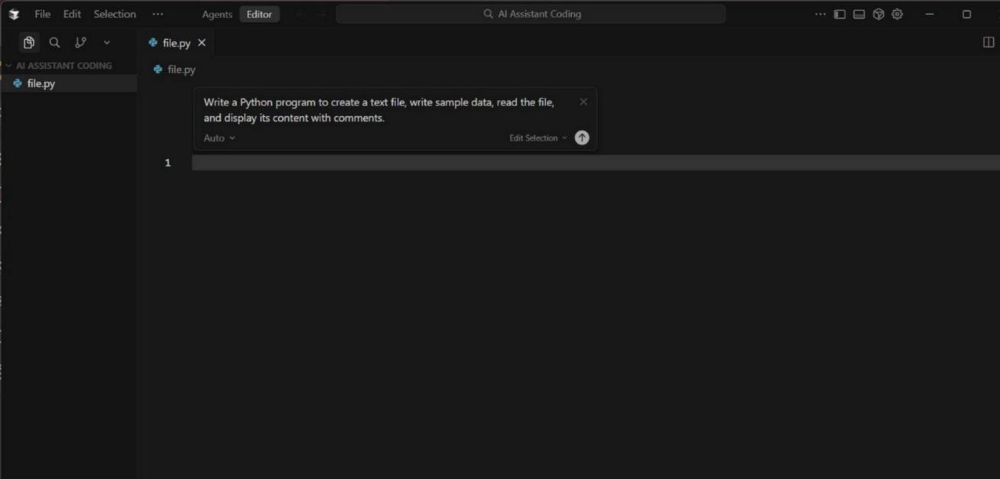 File Edit Selection ··· Agents Editor AI Assistant Coding ···
file.py
AI ASSISTANT CODING
file.py
file.py
Write a Python program to create a text file, write sample data, read the file,
and display its content with comments.
Auto Edit Selection
1